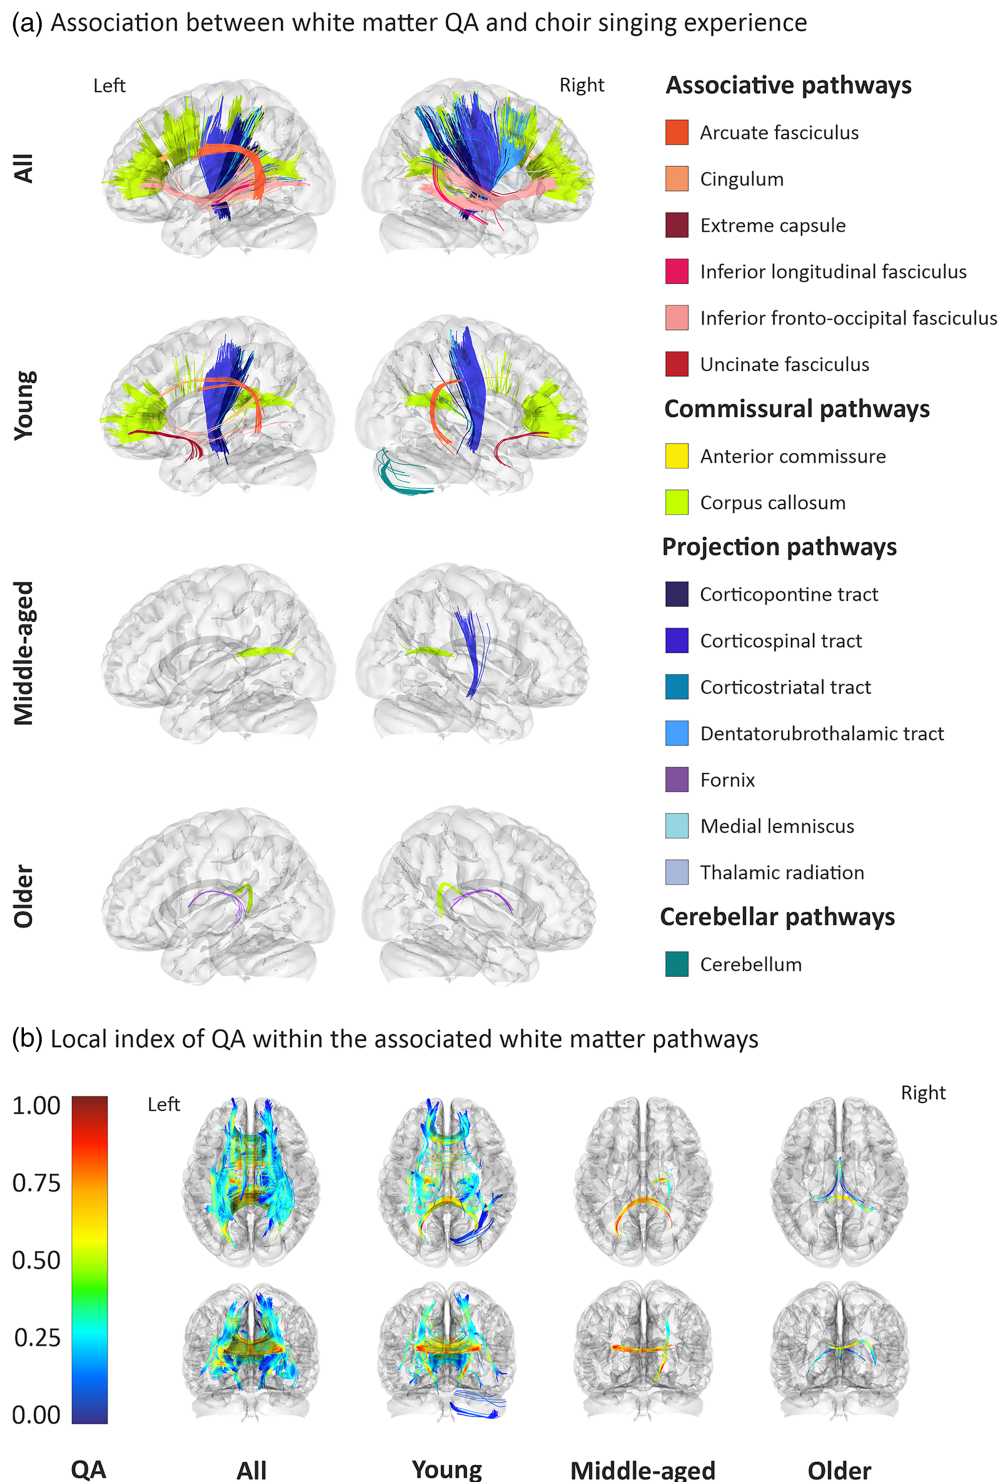 (a) Association between white matter QA and choir singing experience
Left
Right
All
Young
Middle-aged
Older
Associative pathways
Arcuate fasciculus
Cingulum
Extreme capsule
Inferior longitudinal fasciculus
Inferior fronto-occipital fasciculus
Uncinate fasciculus
Commissural pathways
Anterior commissure
Corpus callosum
Projection pathways
Corticopontine tract
Corticospinal tract
Corticostriatal tract
Dentatorubrothalamic tract
Fornix
Medial lemniscus
Thalamic radiation
Cerebellar pathways
Cerebellum
(b) Local index of QA within the associated white matter pathways
Left
Right
1.00
0.75
0.50
0.25
0.00
QA
All
Young
Middle-aged
Older